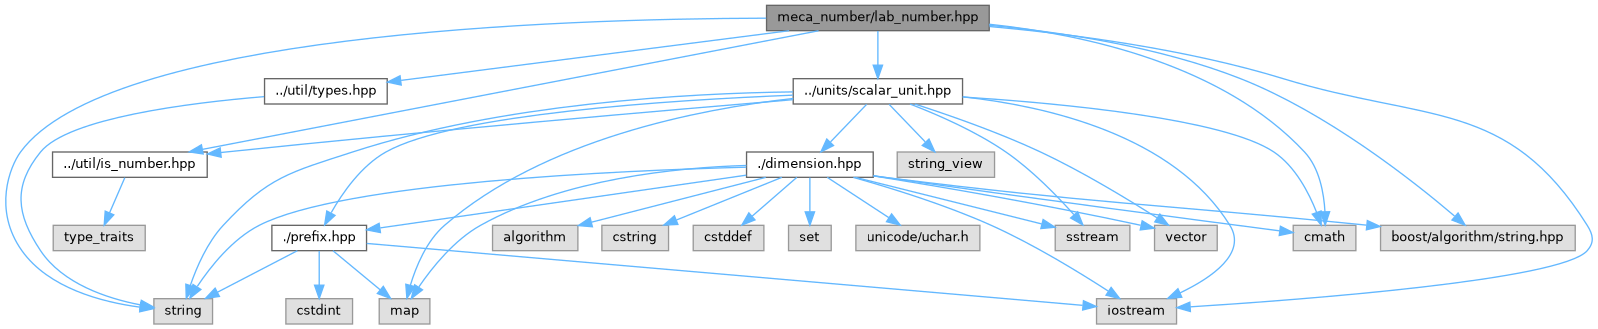 meca_number/lab_number.hpp
../util/types.hpp
../units/scalar_unit.hpp
../util/is_number.hpp
./dimension.hpp
string_view
type_traits
./prefix.hpp
algorithm
cstring
cstddef
set
unicode/uchar.h
sstream
vector
cmath
boost/algorithm/string.hpp
string
cstdint
map
iostream